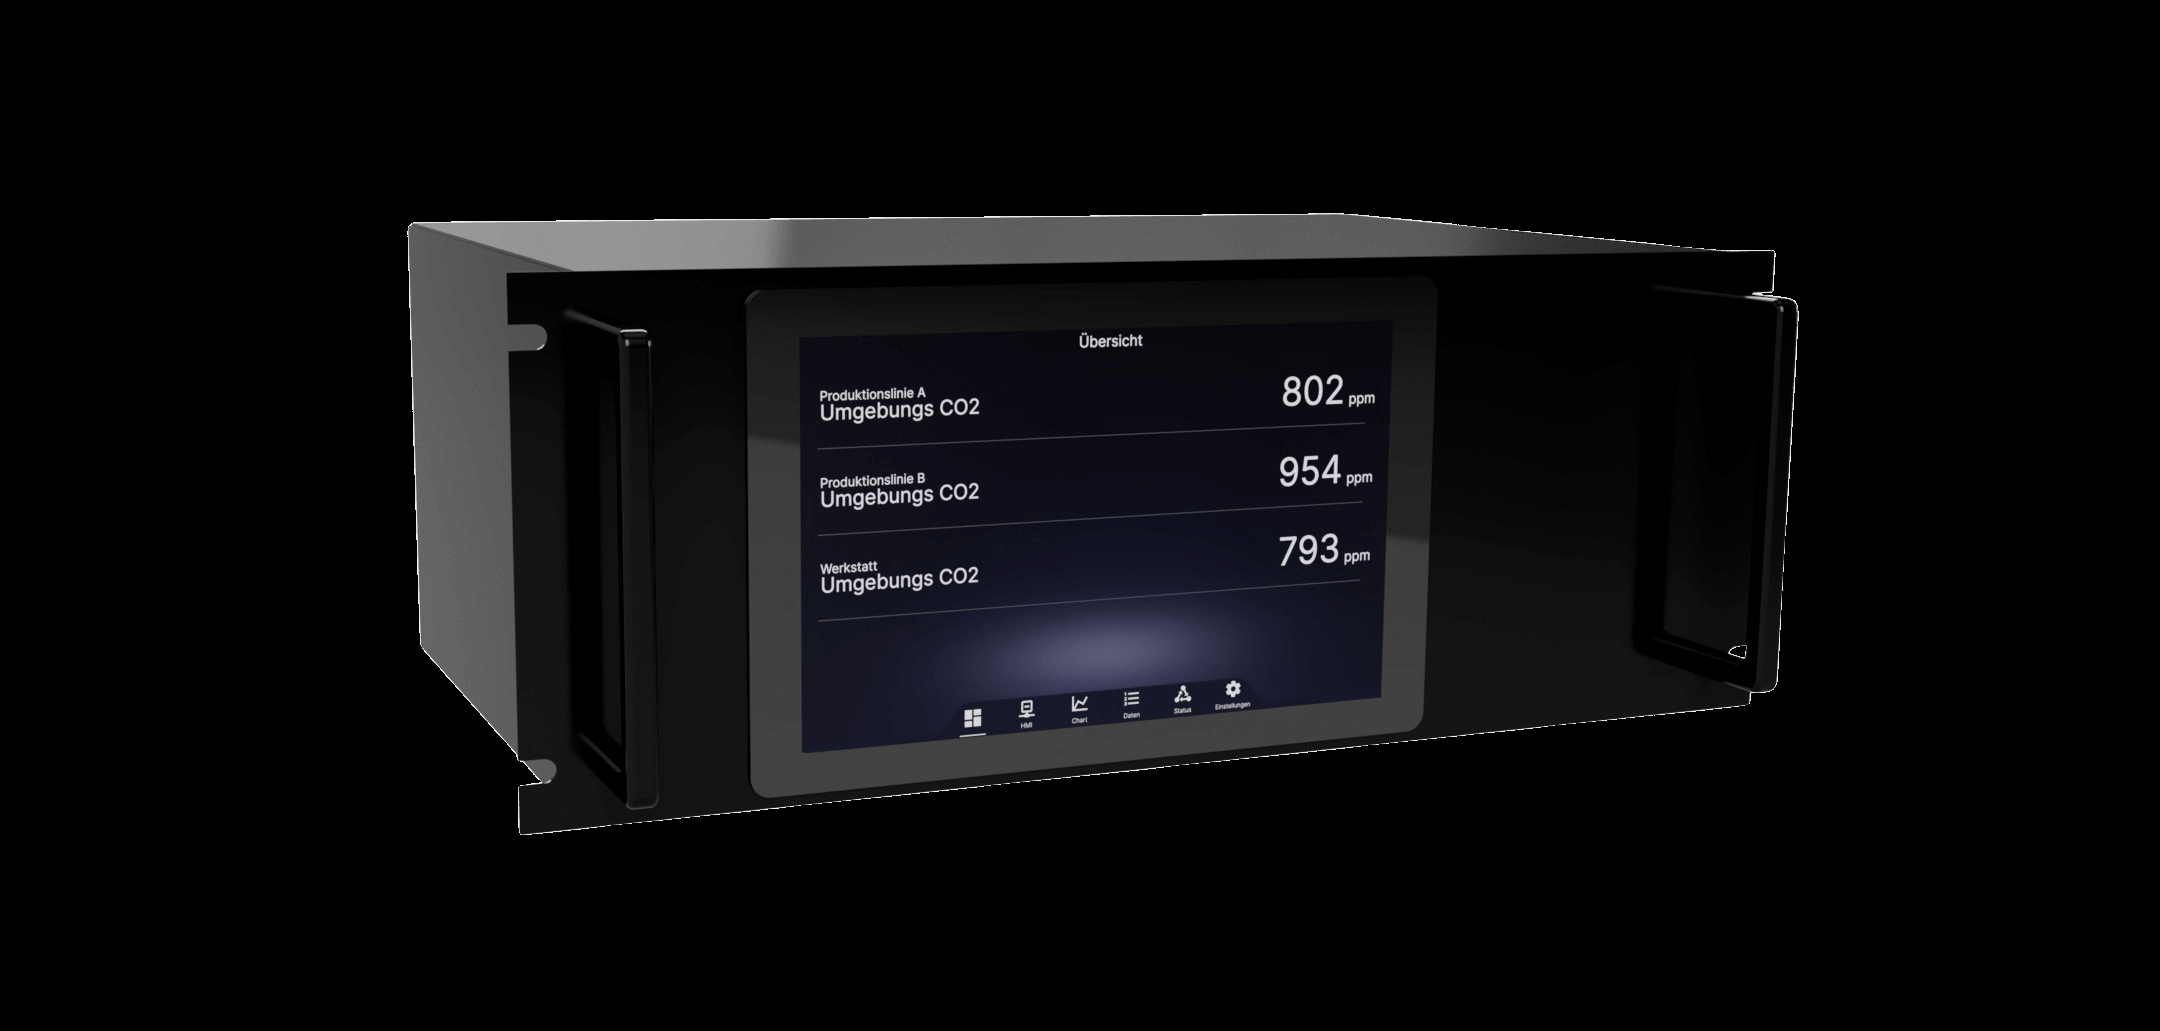 Übersicht
Produktionslinie A
Umgebungs CO2
802 ppm
Produktionslinie B
Umgebungs CO2
954 ppm
Werkstatt
Umgebungs CO2
793 ppm
HMI
Chart
Daten
Status
Einstellungen